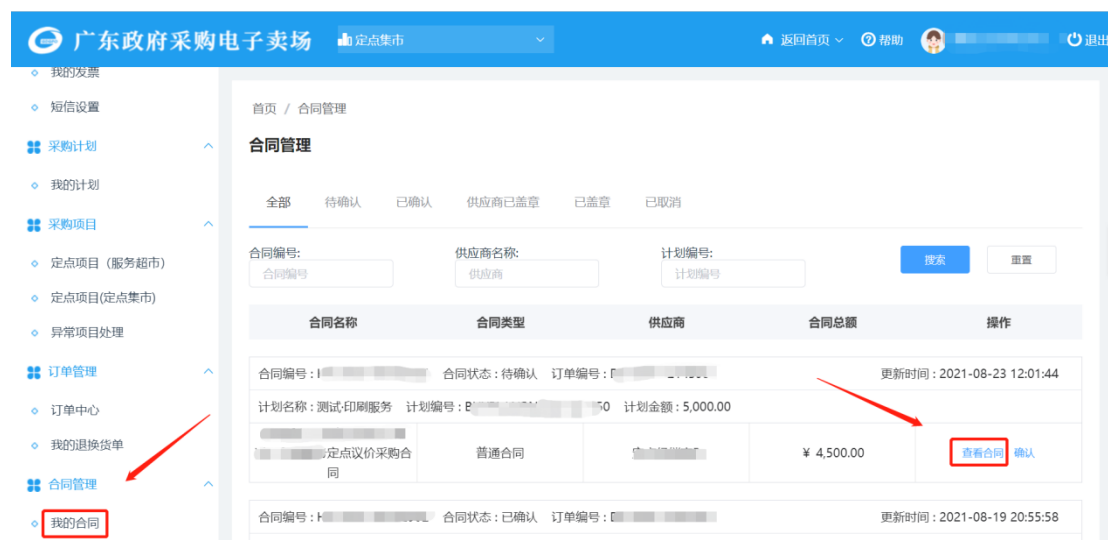 广东政府采购电子卖场 定点集市 返回首页 帮助 退出
我的发票
短信设置
采购计划
我的计划
采购项目
定点项目（服务超市）
定点项目(定点集市)
异常项目处理
订单管理
订单中心
我的退换货单
合同管理
我的合同
首页 / 合同管理
合同管理
全部 待确认 已确认 供应商已盖章 已盖章 已取消
合同编号: 供应商名称: 计划编号:
合同编号 供应商 计划编号 搜索 重置
合同名称 合同类型 供应商 合同总额 操作
合同编号 : 合同状态 : 待确认 订单编号 : 更新时间 : 2021-08-23 12:01:44
计划名称 : 测试-印刷服务 计划编号 : 计划金额 : 5,000.00
定点议价采购合同 普通合同 ¥ 4,500.00 查看合同 确认
合同编号 : 合同状态 : 已确认 订单编号 : 更新时间 : 2021-08-19 20:55:58